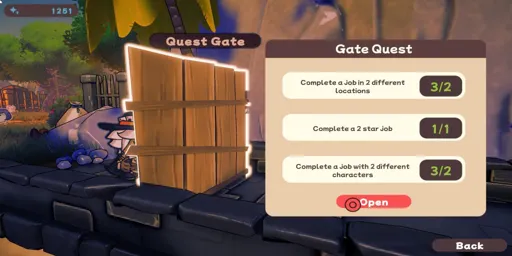 1251
Quest Gate
Gate Quest
Complete a Job in 2 different
locations
3/2
Complete a 2 star Job
1/1
Complete a Job with 2 different
characters
3/2
Open
Back